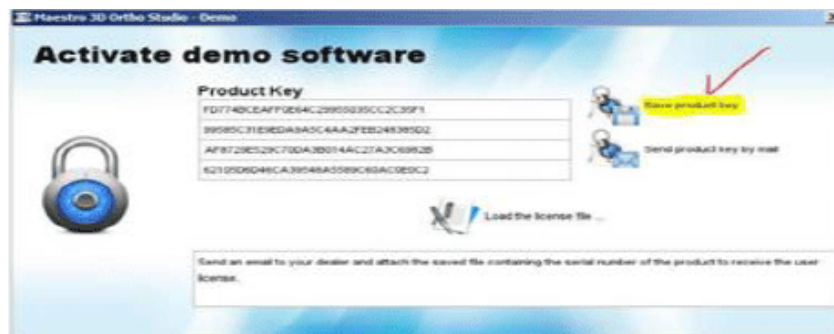 Maestro 3D Ortho Studio - Demo
Activate demo software
Product Key
Save product key
Send product key by mail
Load the license file ...
Send an email to your dealer and attach the saved file containing the serial number of the product to receive the user
license.